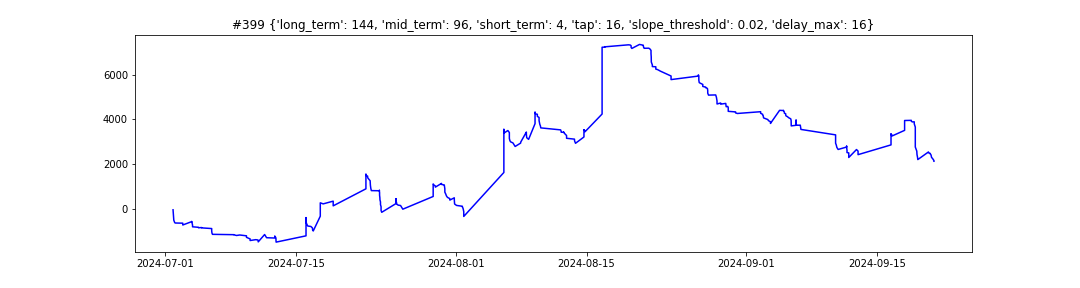 #399 {'long_term': 144, 'mid_term': 96, 'short_term': 4, 'tap': 16, 'slope_threshold': 0.02, 'delay_max': 16}
6000
4000
2000
0
2024-07-01 2024-07-15 2024-08-01 2024-08-15 2024-09-01 2024-09-15